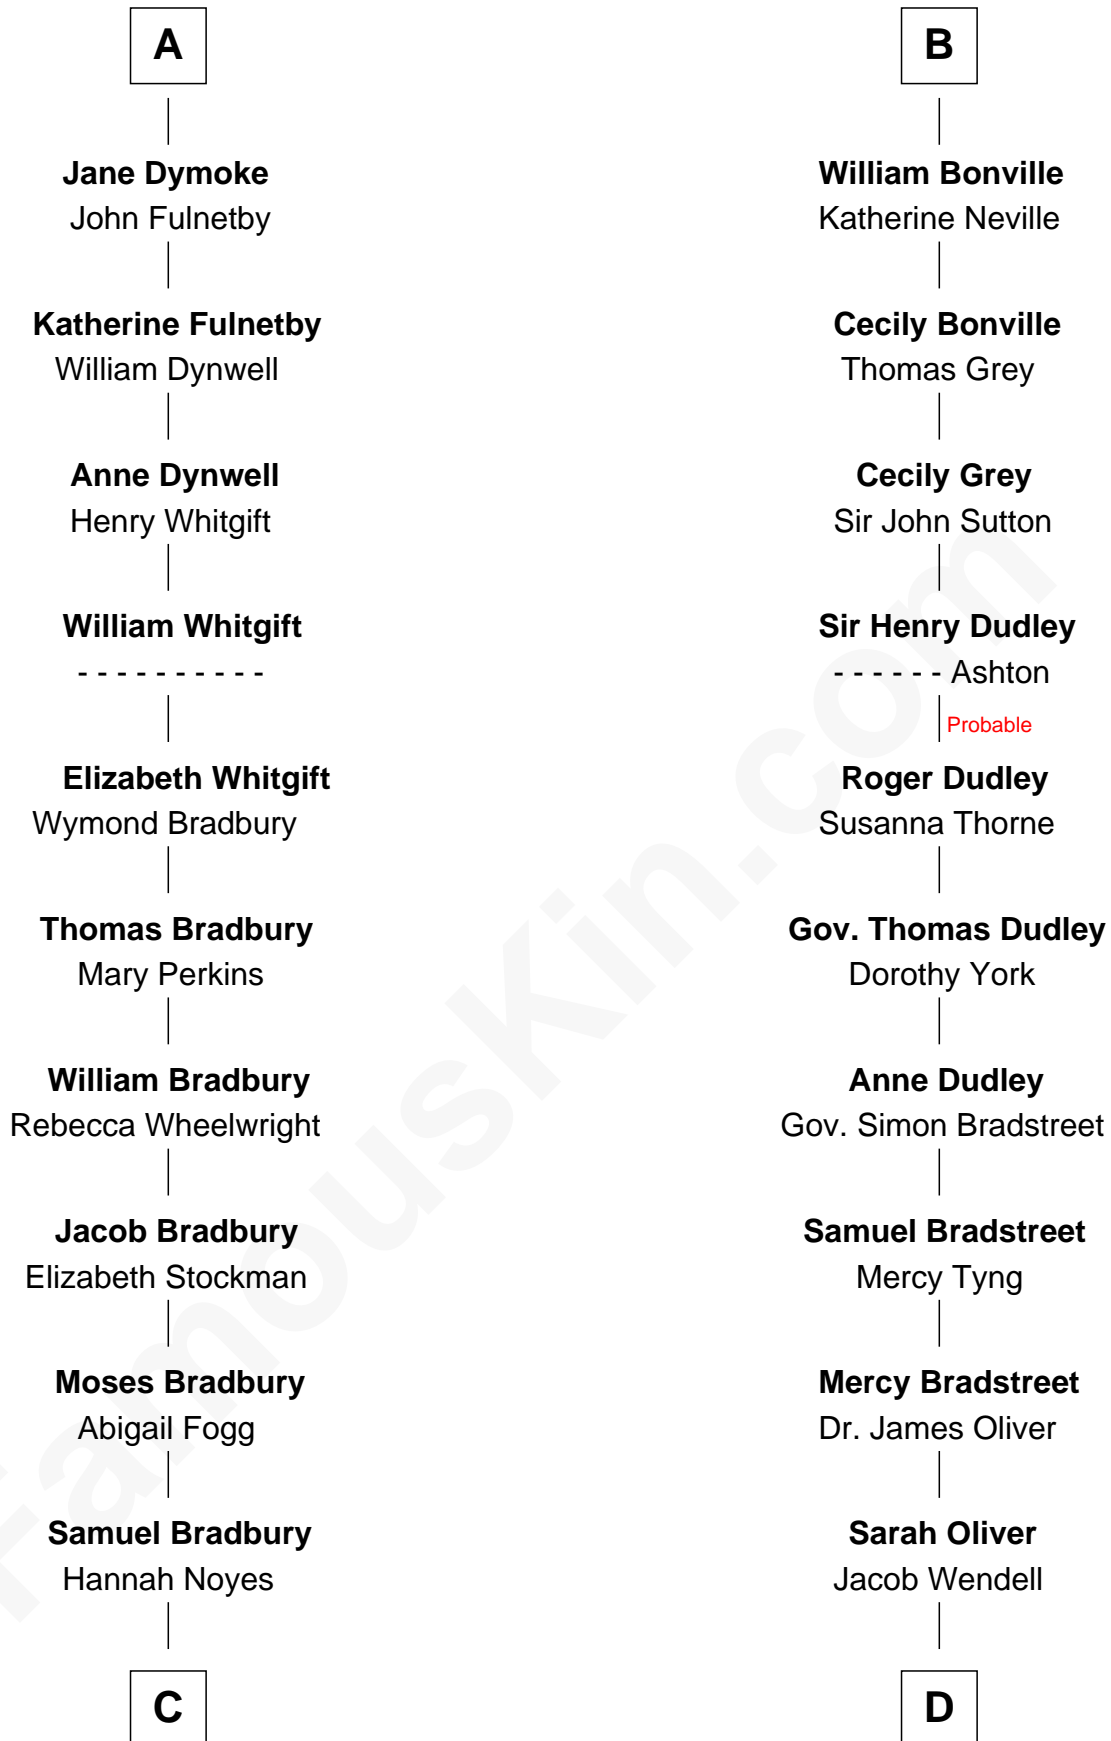 A
Jane Dymoke
John Fulnetby
Katherine Fulnetby
William Dynwell
Anne Dynwell
Henry Whitgift
William Whitgift
- - - - - - - - - -
Elizabeth Whitgift
Wymond Bradbury
Thomas Bradbury
Mary Perkins
William Bradbury
Rebecca Wheelwright
Jacob Bradbury
Elizabeth Stockman
Moses Bradbury
Abigail Fogg
Samuel Bradbury
Hannah Noyes
C
B
William Bonville
Katherine Neville
Cecily Bonville
Thomas Grey
Cecily Grey
Sir John Sutton
Sir Henry Dudley
- - - - - - Ashton
Probable
Roger Dudley
Susanna Thorne
Gov. Thomas Dudley
Dorothy York
Anne Dudley
Gov. Simon Bradstreet
Samuel Bradstreet
Mercy Tyng
Mercy Bradstreet
Dr. James Oliver
Sarah Oliver
Jacob Wendell
D
FamousKin.com